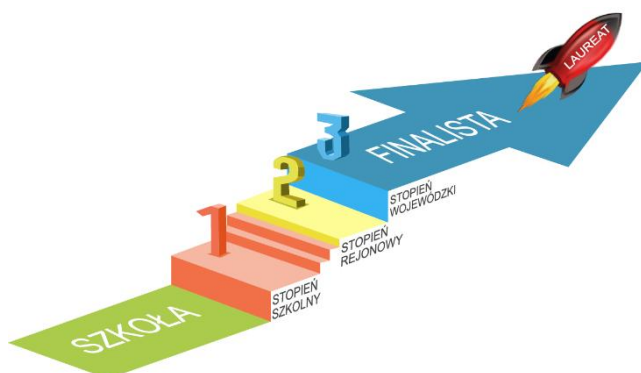 LAUREAT
3
FINALISTA
2
STOPIEŃ
WOJEWÓDZKI
1
STOPIEŃ
REJONOWY
STOPIEŃ
SZKOLNY
SZKOŁA